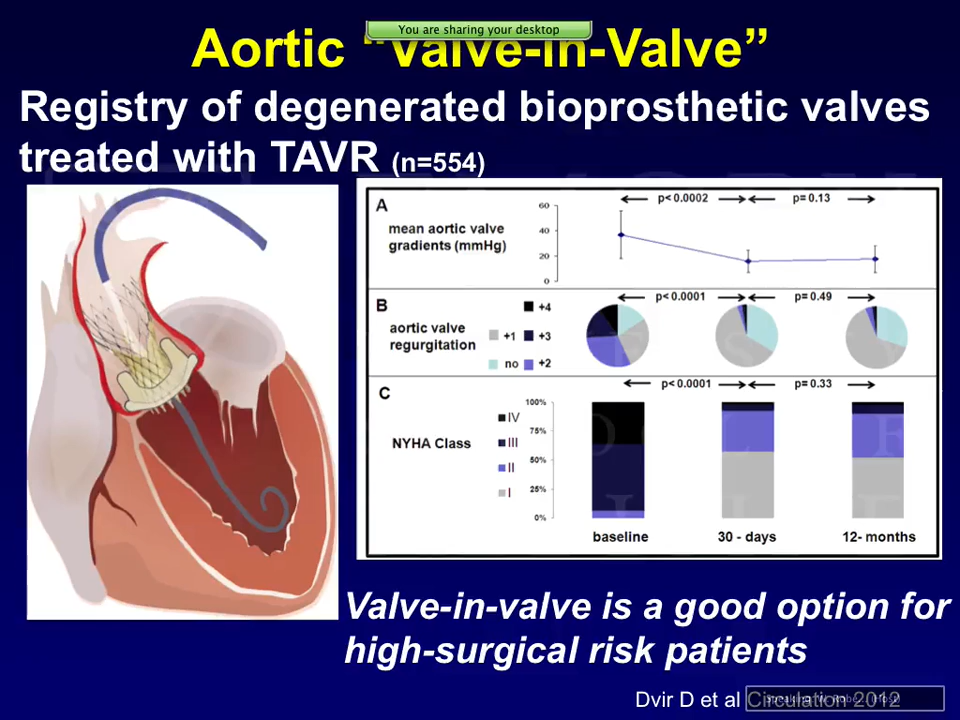 You are sharing your desktop
Aortic “Valve-in-Valve”
Registry of degenerated bioprosthetic valves
treated with TAVR (n=554)
A
mean aortic valve
gradients (mmHg)
60
40
20
0
p< 0.0002
p= 0.13
B
aortic valve
regurgitation
+4
+1
+3
no
+2
p<0.0001
p= 0.49
C
NYHA Class
IV
III
II
I
100%
75%
50%
25%
0%
p<0.0001
p= 0.33
baseline
30 - days
12- months
Valve-in-valve is a good option for
high-surgical risk patients
Dvir D et al Circulation 2012